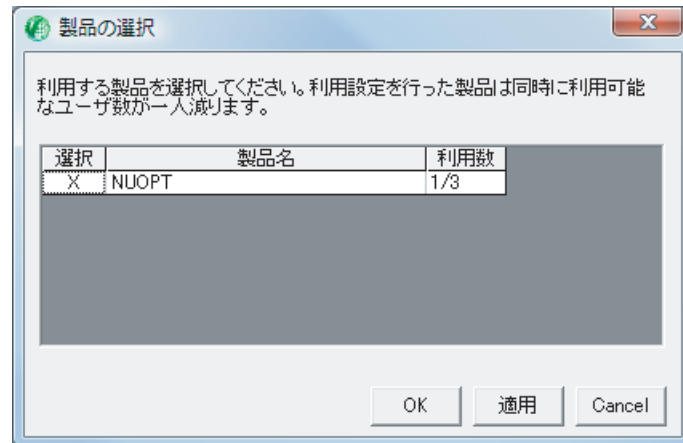 製品の選択
利用する製品を選択してください。利用設定を行った製品は同時に利用可能
なユーザ数が一人減ります。
選択 製品名 利用数
X NUOPT 1/3
OK 適用 Cancel